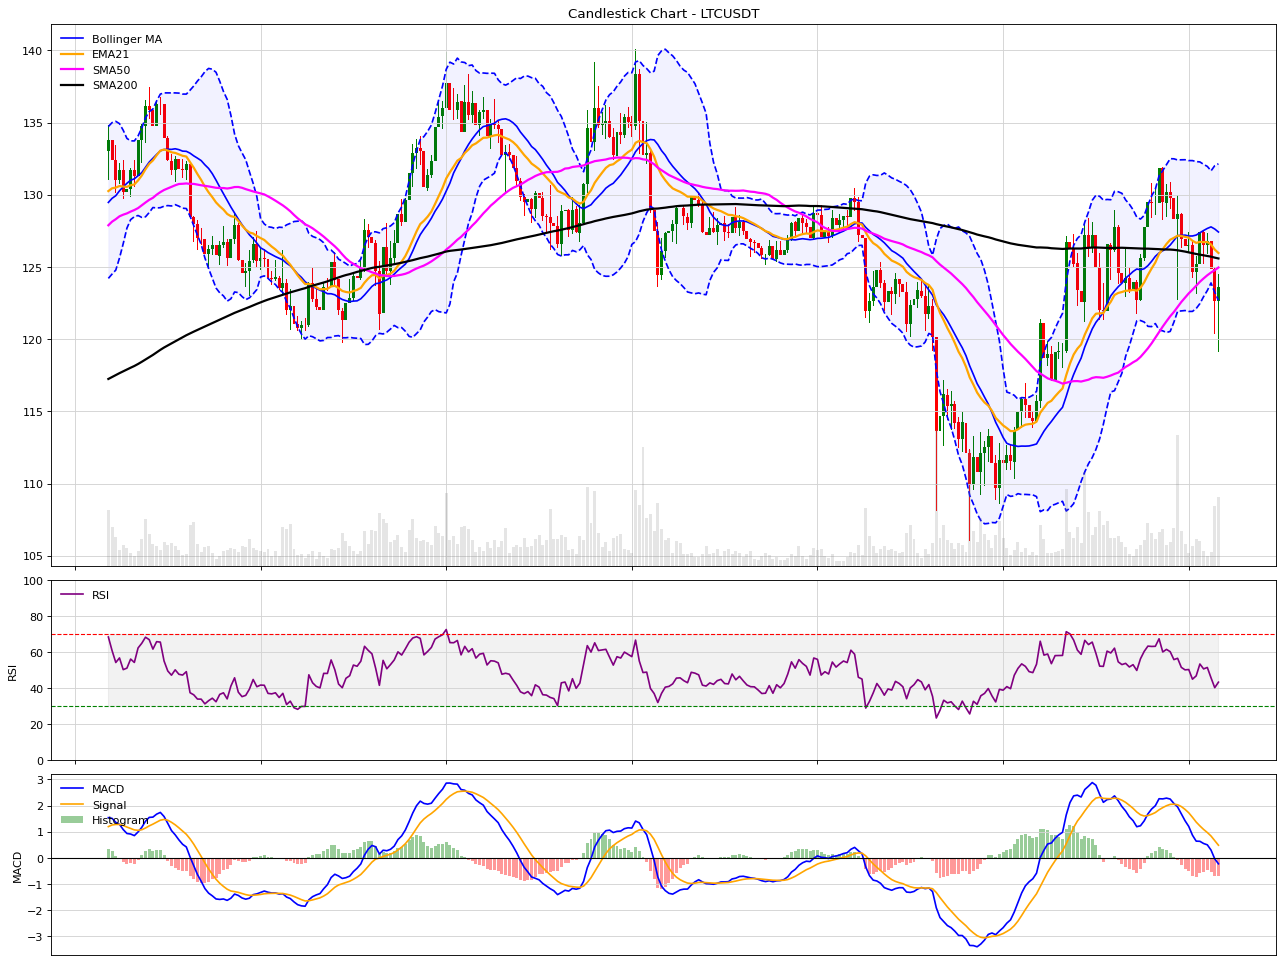 Candlestick Chart - LTCUSDT
Bollinger MA
EMA21
SMA50
SMA200
140
135
130
125
120
115
110
105
RSI
100
80
60
40
20
0
RSI
MACD
Signal
Histogram
3
2
1
0
−1
−2
−3
MACD